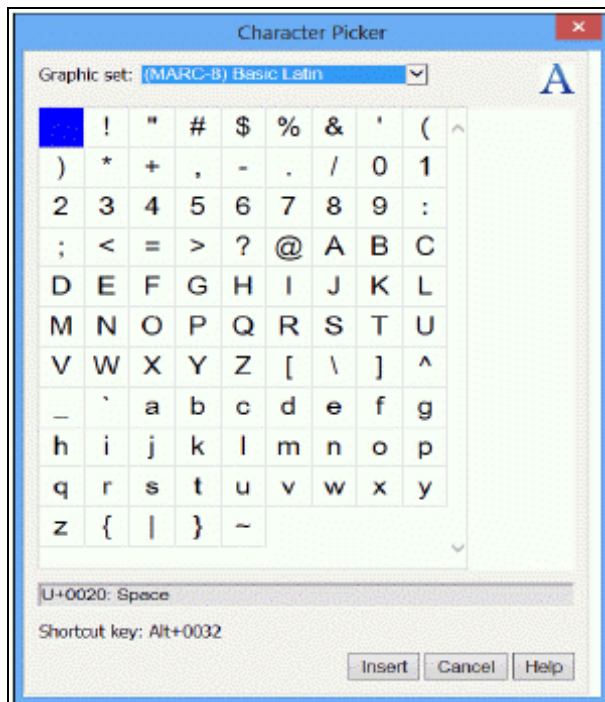 Character Picker
Graphic set: (MARC-8) Basic Latin
A
! " # $ % & ' (
) * + , - . / 0 1
2 3 4 5 6 7 8 9 :
; < = > ? @ A B C
D E F G H I J K L
M N O P Q R S T U
V W X Y Z [ \ ] ^
_ ` a b c d e f g
h i j k l m n o p
q r s t u v w x y
z { | } ~
U+0020: Space
Shortcut key: Alt+0032
Insert Cancel Help